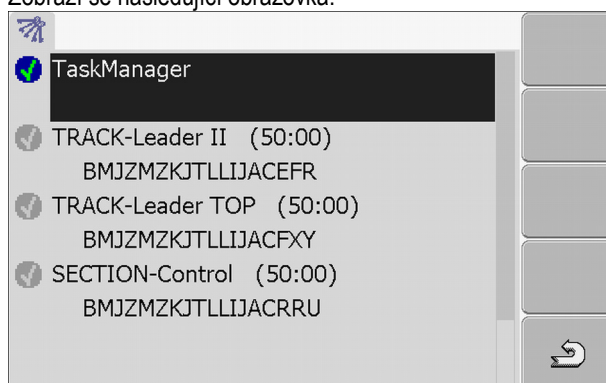 Zobrazí se následující obrazovka:
TaskManager
TRACK-Leader II (50:00)
BMJZMZKJTLLIJACEFR
TRACK-Leader TOP (50:00)
BMJZMZKJTLLIJACFXY
SECTION-Control (50:00)
BMJZMZKJTLLIJACRRU